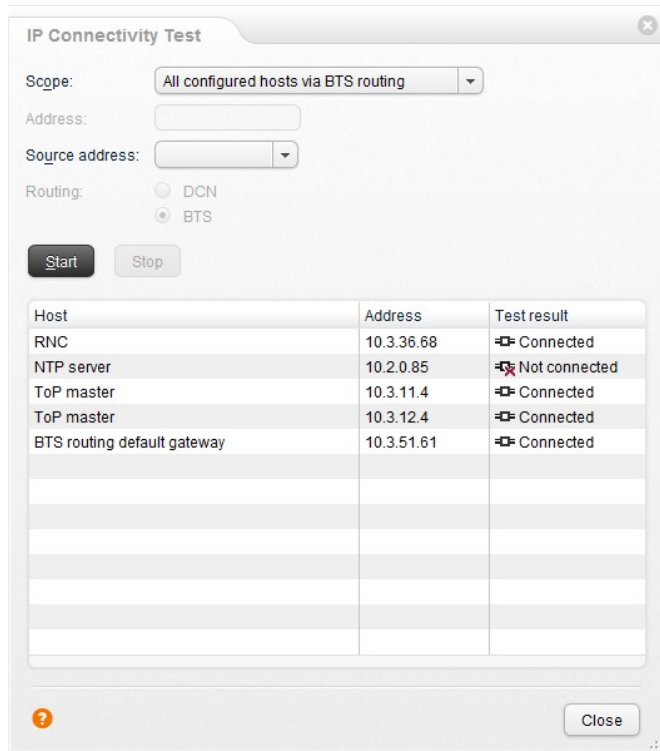 IP Connectivity Test
Scope: All configured hosts via BTS routing
Address:
Source address:
Routing: DCN
BTS
Start Stop
Host Address Test result
RNC 10.3.36.68 Connected
NTP server 10.2.0.85 Not connected
ToP master 10.3.11.4 Connected
ToP master 10.3.12.4 Connected
BTS routing default gateway 10.3.51.61 Connected
? Close